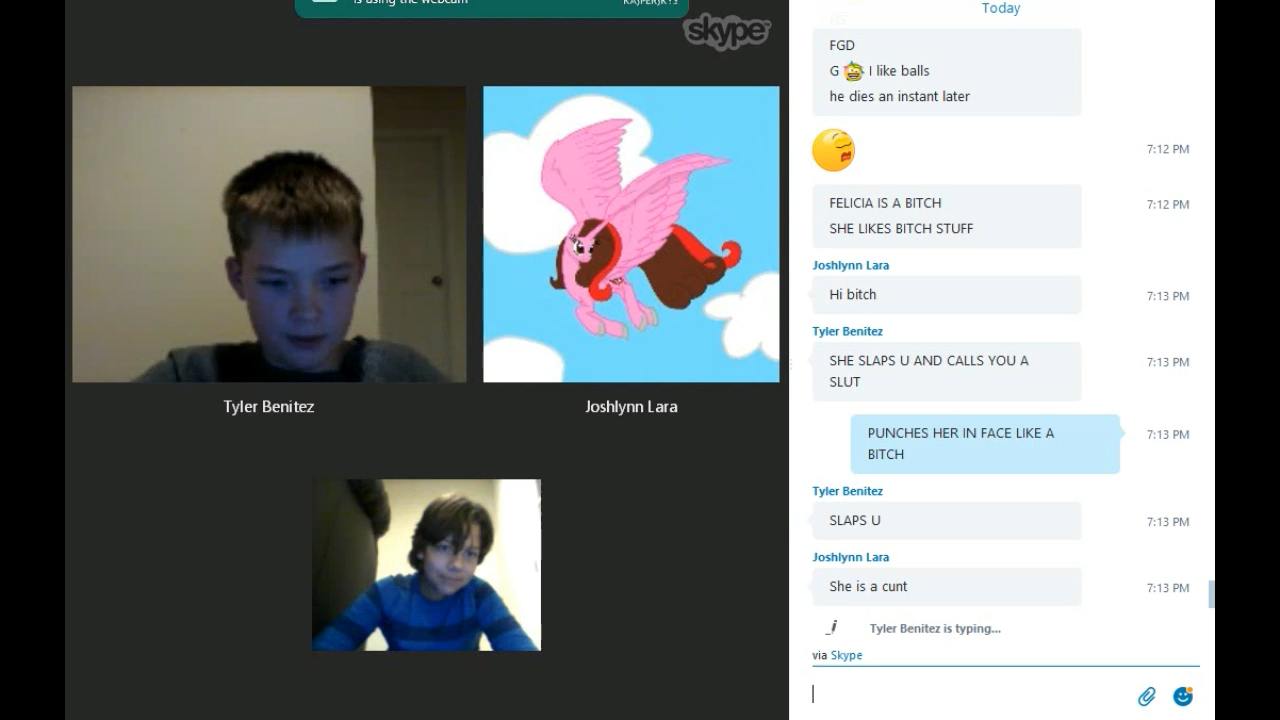 is using the webcam
KASPERSKY
skype
Tyler Benitez
Joshlynn Lara
Today
FGD
G I like balls
he dies an instant later
7:12 PM
FELICIA IS A BITCH
7:12 PM
SHE LIKES BITCH STUFF
Joshlynn Lara
Hi bitch
7:13 PM
Tyler Benitez
SHE SLAPS U AND CALLS YOU A
7:13 PM
SLUT
PUNCHES HER IN FACE LIKE A
7:13 PM
BITCH
Tyler Benitez
SLAPS U
7:13 PM
Joshlynn Lara
She is a cunt
7:13 PM
Tyler Benitez is typing...
via Skype